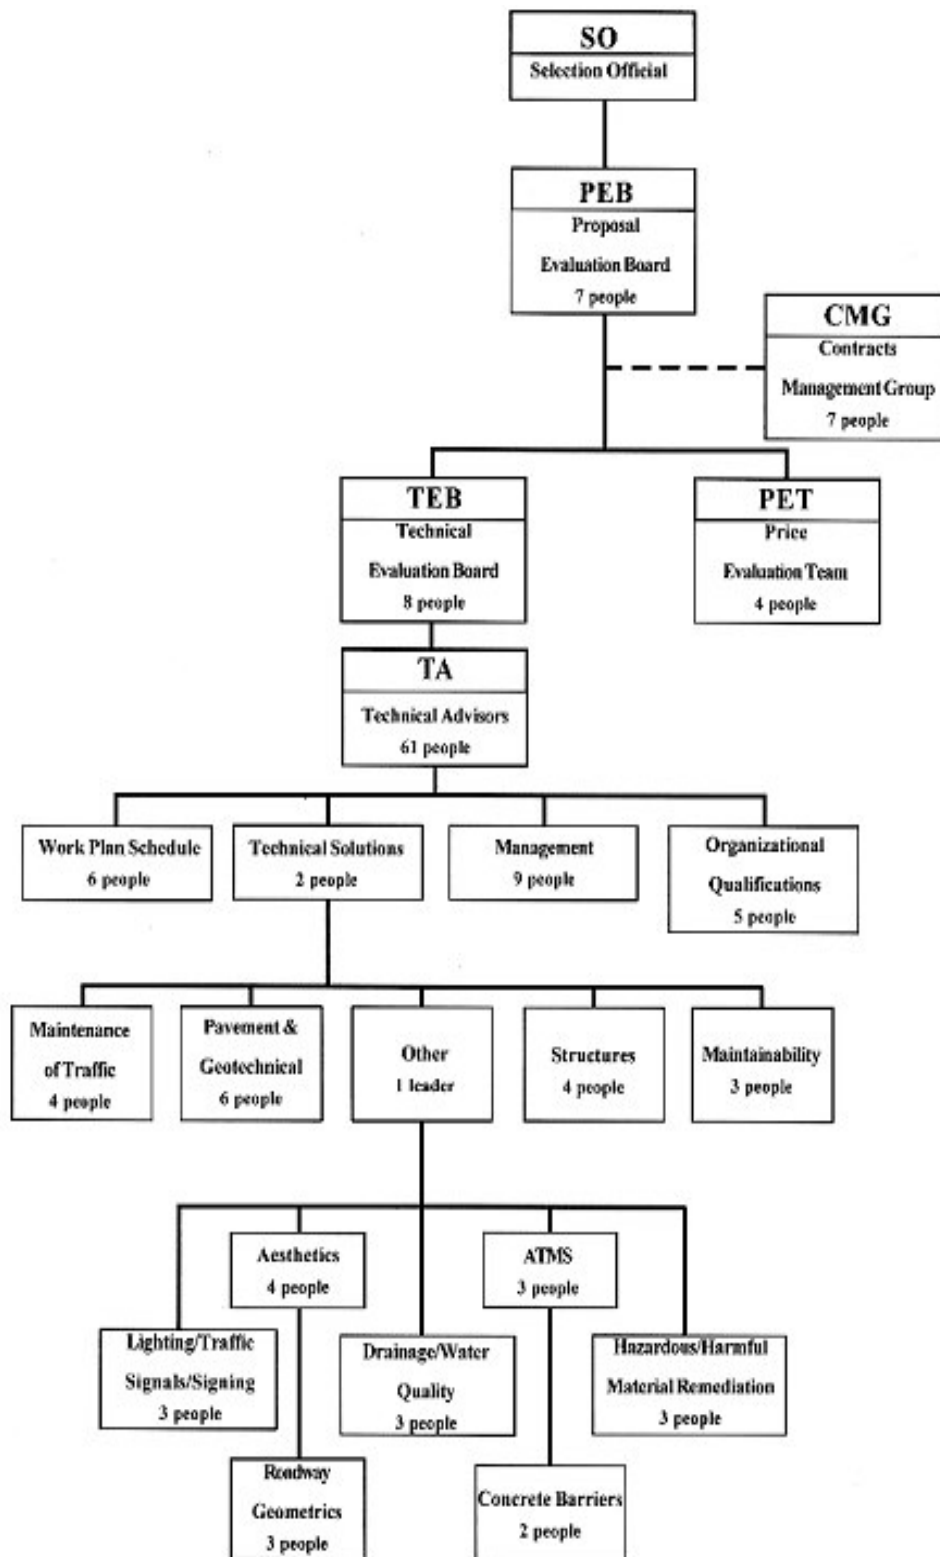 SO
Selection Official
PEB
Proposal
Evaluation Board
7 people
CMG
Contracts
Management Group
7 people
TEB
Technical
Evaluation Board
8 people
PET
Price
Evaluation Team
4 people
TA
Technical Advisors
61 people
Work Plan Schedule
6 people
Technical Solutions
2 people
Management
9 people
Organizational
Qualifications
5 people
Maintenance
of Traffic
4 people
Pavement &
Geotechnical
6 people
Other
1 leader
Structures
4 people
Maintainability
3 people
Aesthetics
4 people
ATMS
3 people
Lighting/Traffic
Signals/Signing
3 people
Drainage/Water
Quality
3 people
Hazardous/Harmful
Material Remediation
3 people
Roadway
Geometrics
3 people
Concrete Barriers
2 people